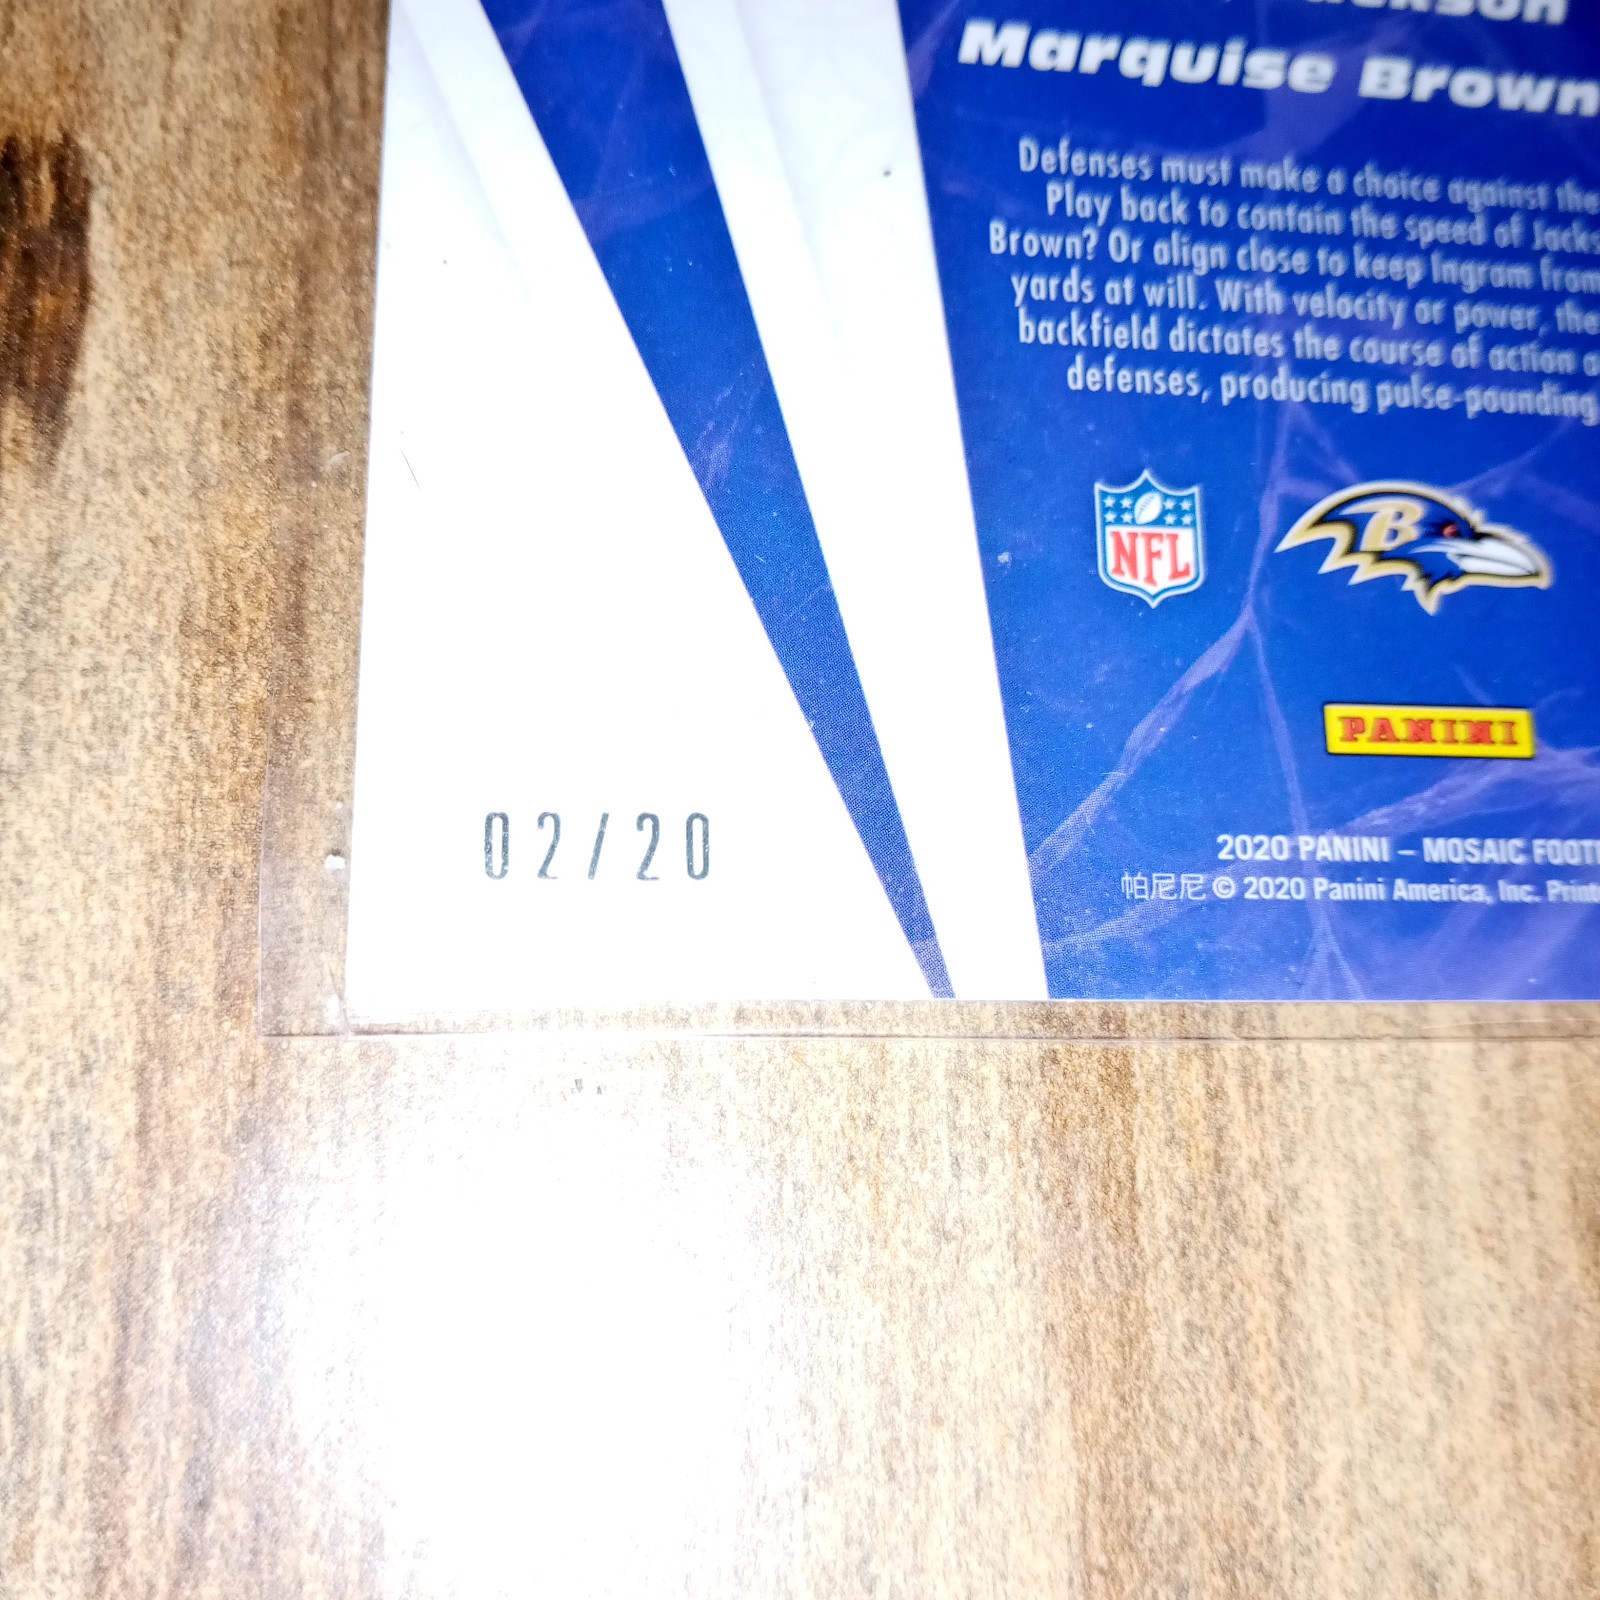 Marquise Brown
Defenses must make a choice against the
Play back to contain the speed of
Brown? Or align close to keep Ingram from
yards at will. With velocity or power, the
backfield dictates the course of action
defenses, producing pulse-pounding
B
NFL
PANINI
02/20
2020 PANINI – MOSAIC
帕尼尼 © 2020 Panini America, Inc.